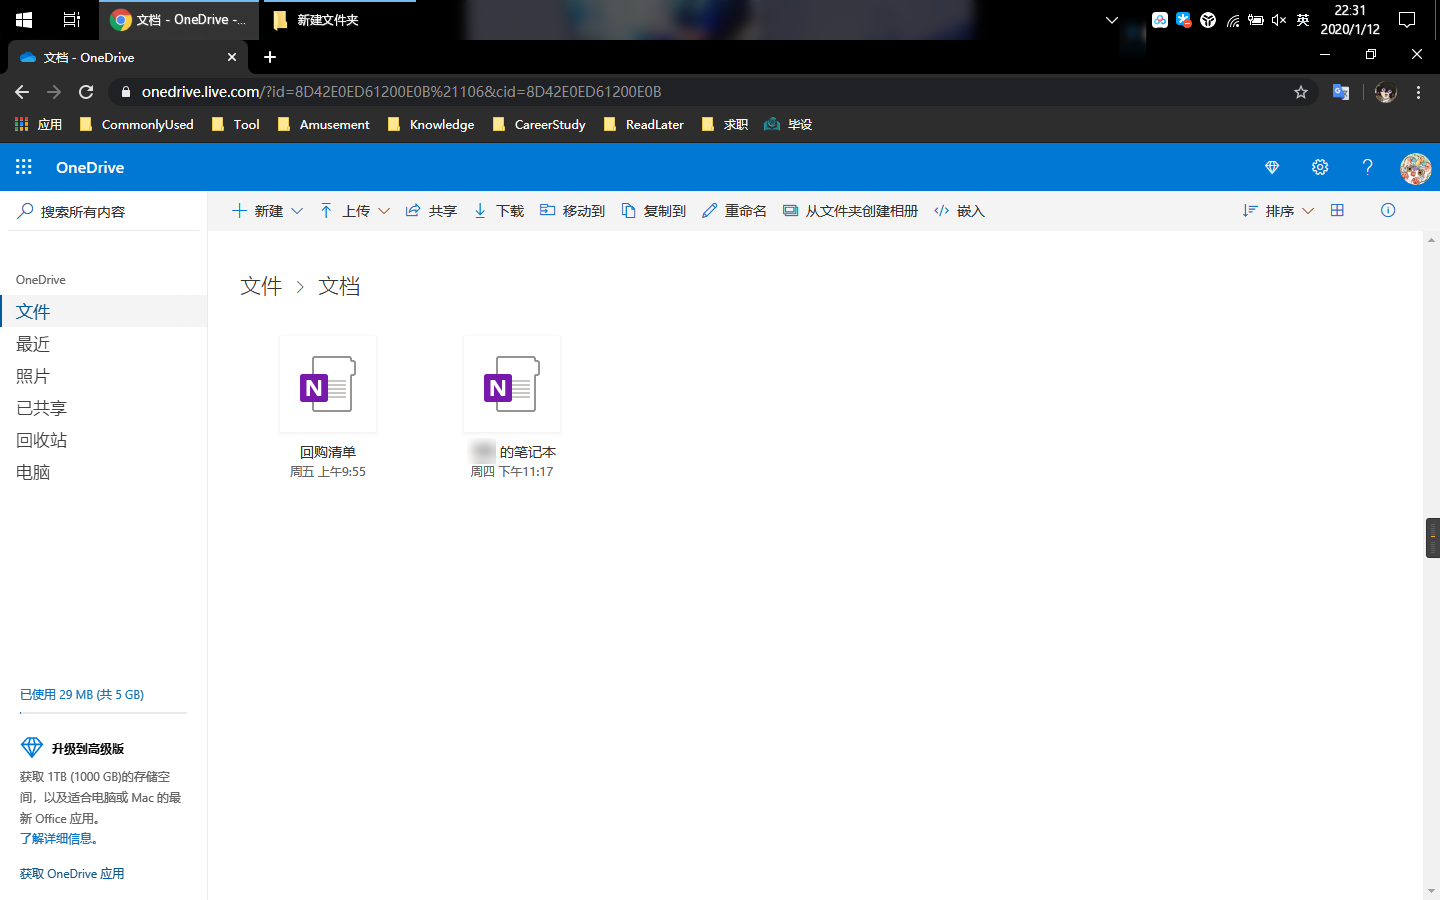 文档 - OneDrive -...
新建文件夹
英
22:31
2020/1/12
文档 - OneDrive
onedrive.live.com/?id=8D42E0ED61200E0B%21106&cid=8D42E0ED61200E0B
应用
CommonlyUsed
Tool
Amusement
Knowledge
CareerStudy
ReadLater
求职
毕设
OneDrive
搜索所有内容
新建
上传
共享
下载
移动到
复制到
重命名
从文件夹创建相册
嵌入
排序
OneDrive
文件
最近
照片
已共享
回收站
电脑
文件 > 文档
回购清单
周五 上午9:55
的笔记本
周四 下午11:17
已使用 29 MB (共 5 GB)
升级到高级版
获取 1TB (1000 GB)的存储空
间，以及适合电脑或 Mac 的最
新 Office 应用。
了解详细信息。
获取 OneDrive 应用